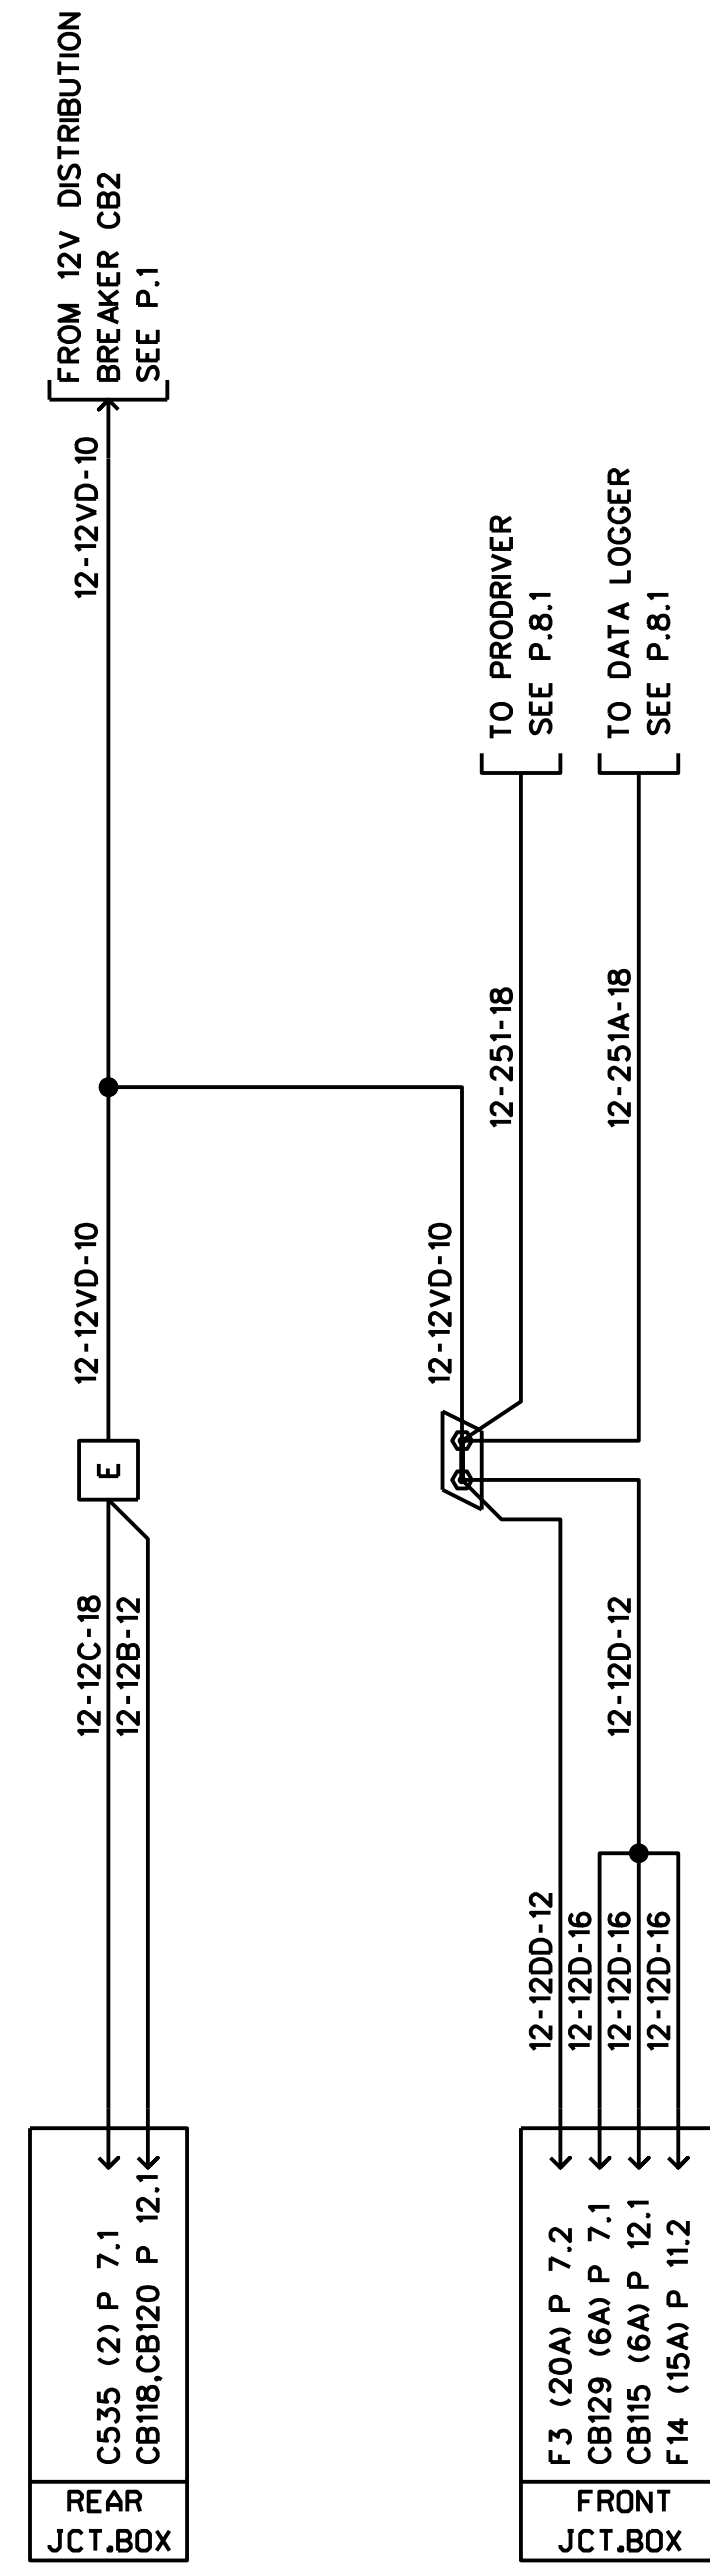 FROM 12V DISTRIBUTION
BREAKER CB2
SEE P.1
12-12VD-10
TO PRODRIVER
SEE P.8.1
TO DATA LOGGER
SEE P.8.1
12-251-18
12-251A-18
12-12VD-10
12-12VD-10
E
12-12C-18
12-12B-12
12-12D-12
12-12DD-12
12-12D-16
12-12D-16
12-12D-16
C535 (2) P 7.1
CB118,CB120 P 12.1
F3 (20A) P 7.2
CB129 (6A) P 7.1
CB115 (6A) P 12.1
F14 (15A) P 11.2
REAR
JCT.BOX
FRONT
JCT.BOX